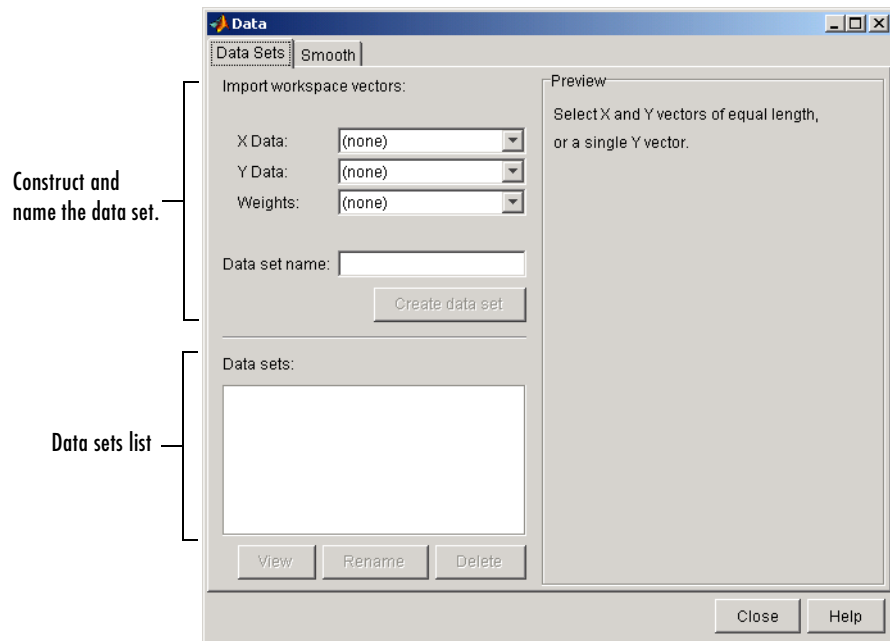 Data
Data Sets
Smooth
Import workspace vectors:
X Data:
(none)
Y Data:
(none)
Weights:
(none)
Data set name:
Create data set
Data sets:
View
Rename
Delete
Preview
Select X and Y vectors of equal length,
or a single Y vector.
Close
Help
Construct and
name the data set.
Data sets list